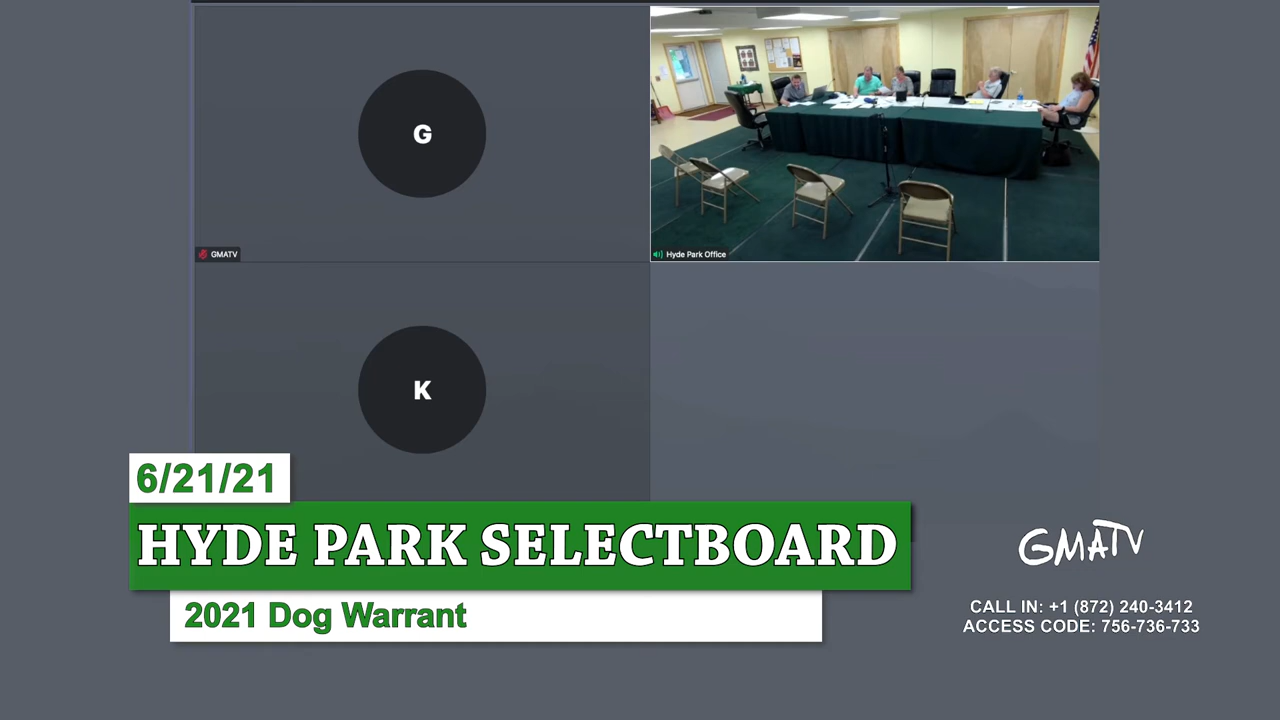 G
GMATV
Hyde Park Office
K
6/21/21
HYDE PARK SELECTBOARD
2021 Dog Warrant
GMATV
CALL IN: +1 (872) 240-3412
ACCESS CODE: 756-736-733